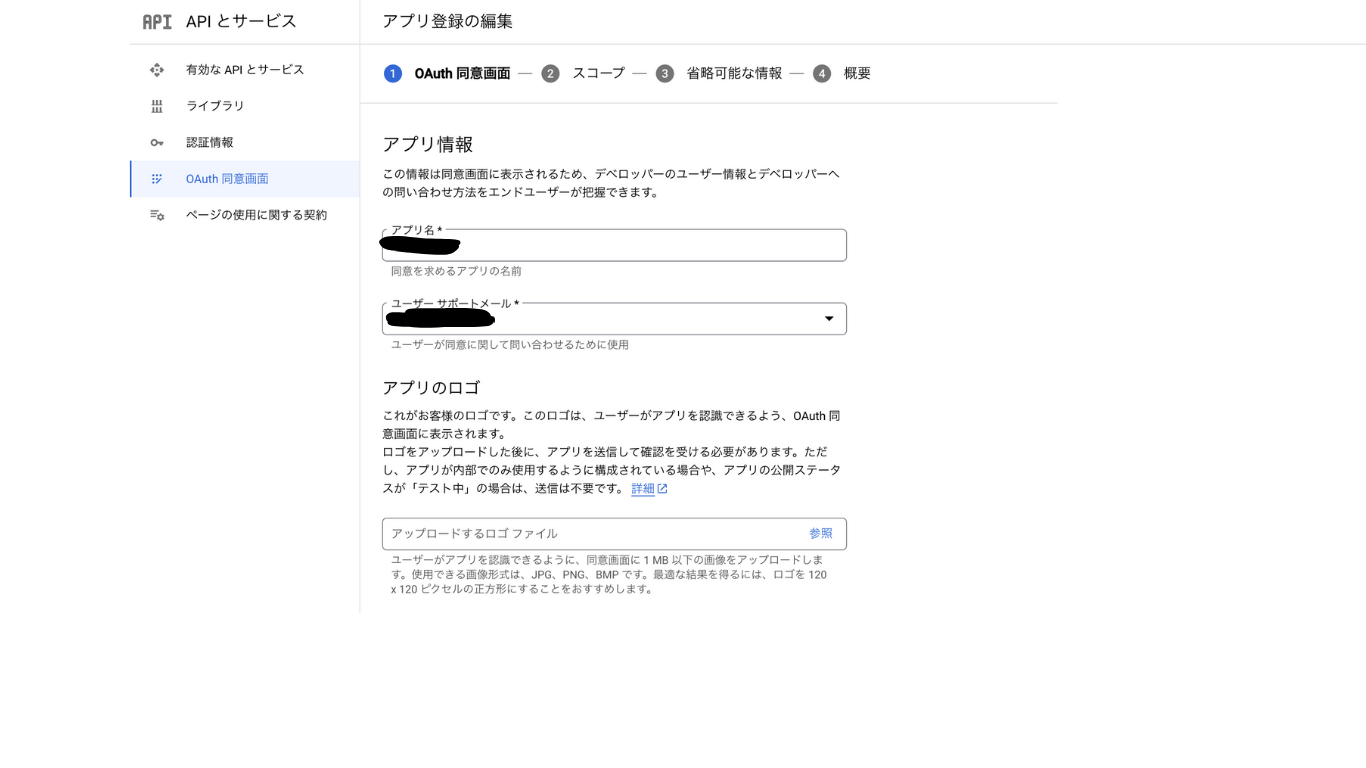 API API とサービス
アプリ登録の編集
有効な API とサービス
ライブラリ
認証情報
OAuth 同意画面
ページの使用に関する契約
1 OAuth 同意画面 — 2 スコープ — 3 省略可能な情報 — 4 概要
アプリ情報
この情報は同意画面に表示されるため、デベロッパーのユーザー情報とデベロッパーへ
の問い合わせ方法をエンドユーザーが把握できます。
アプリ名 *
同意を求めるアプリの名前
ユーザー サポートメール *
ユーザーが同意に関して問い合わせるために使用
アプリのロゴ
これがお客様のロゴです。このロゴは、ユーザーがアプリを認識できるよう、OAuth 同
意画面に表示されます。
ロゴをアップロードした後に、アプリを送信して確認を受ける必要があります。ただ
し、アプリが内部でのみ使用するように構成されている場合や、アプリの公開ステータ
スが「テスト中」の場合は、送信は不要です。 詳細
アップロードするロゴ ファイル 参照
ユーザーがアプリを認識できるように、同意画面に 1 MB 以下の画像をアップロードしま
す。使用できる画像形式は、JPG、PNG、BMP です。最適な結果を得るには、ロゴを 120
x 120 ピクセルの正方形にすることをおすすめします。